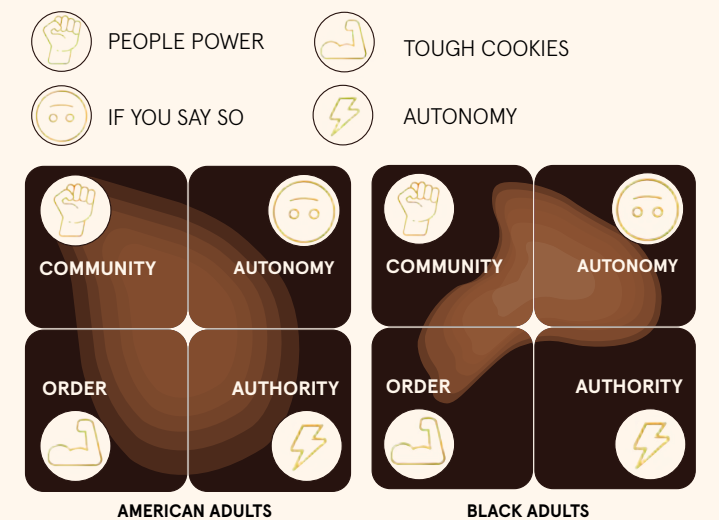 PEOPLE POWER
TOUGH COOKIES
IF YOU SAY SO
AUTONOMY
COMMUNITY
AUTONOMY
ORDER
AUTHORITY
AMERICAN ADULTS
COMMUNITY
AUTONOMY
ORDER
AUTHORITY
BLACK ADULTS